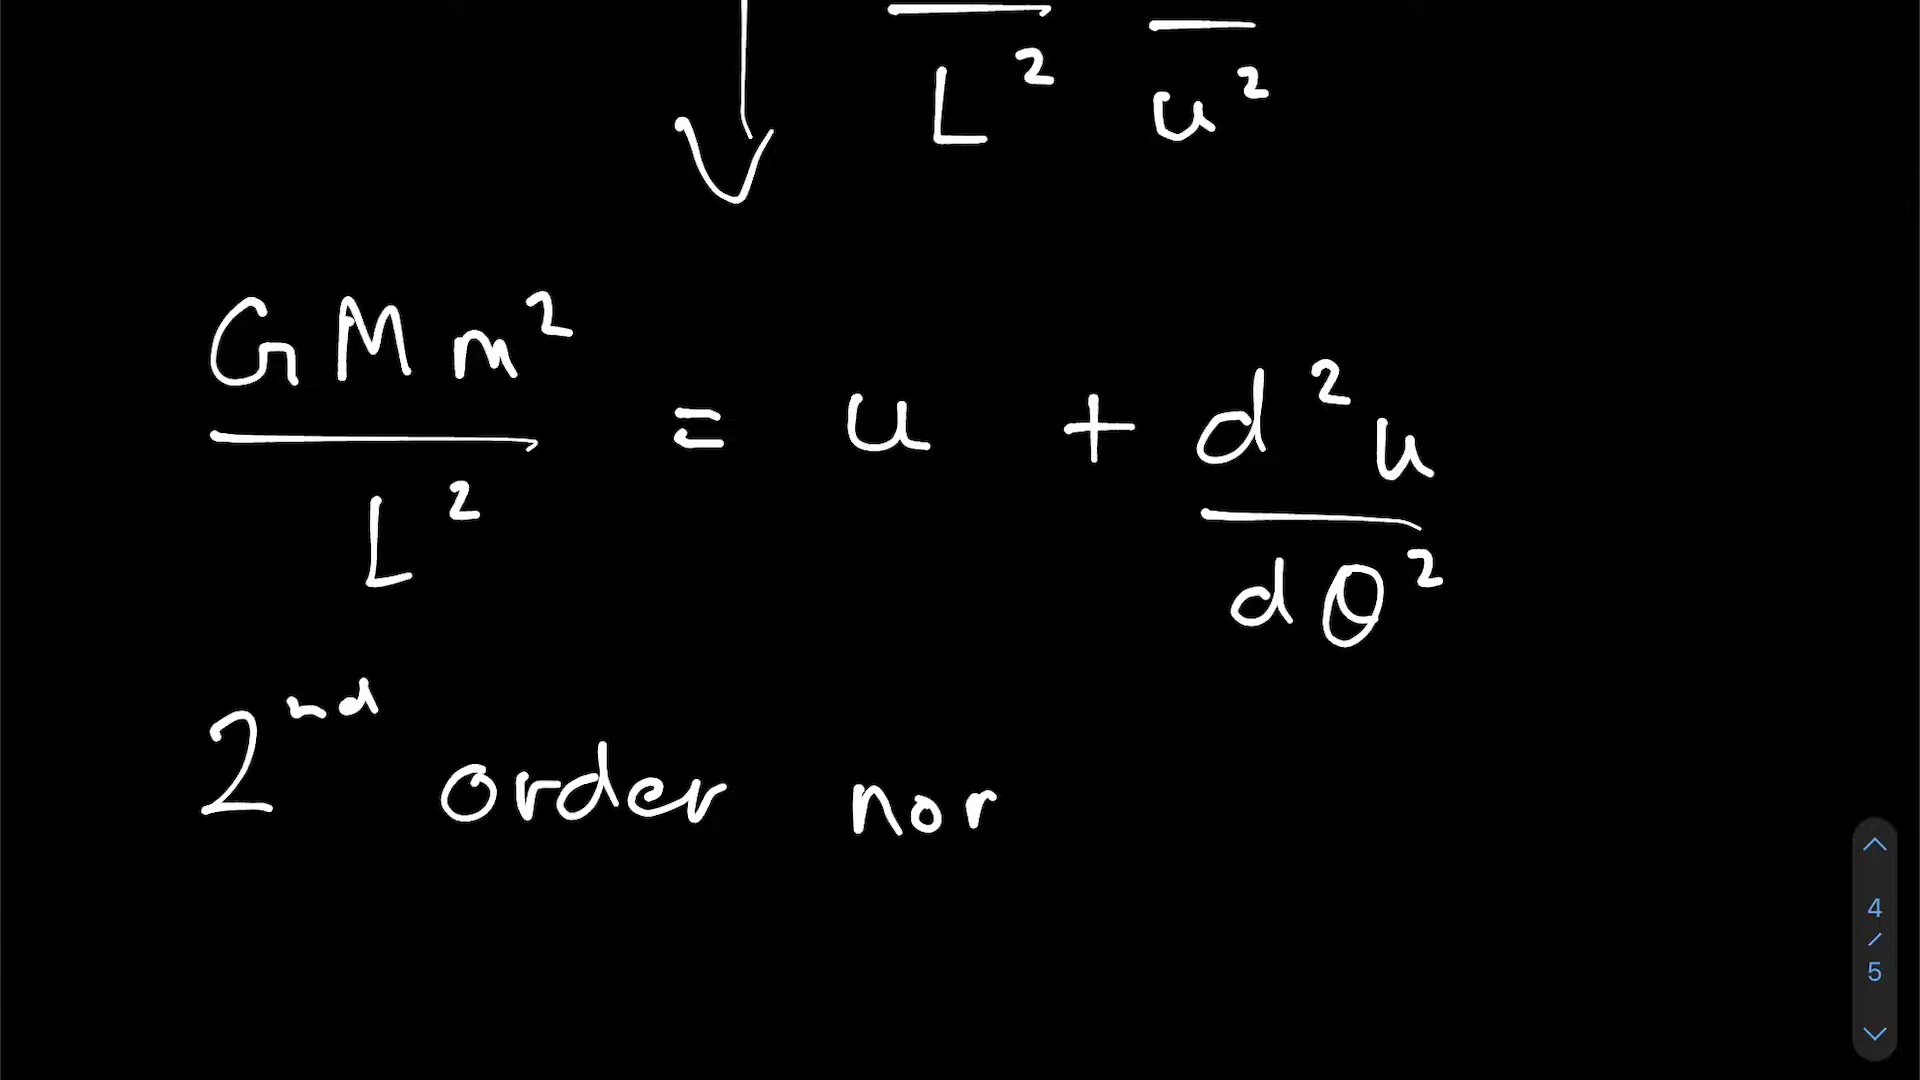 L² u²
GMm² / L² = u + d²u / dθ²
2nd order nor
4
/
5